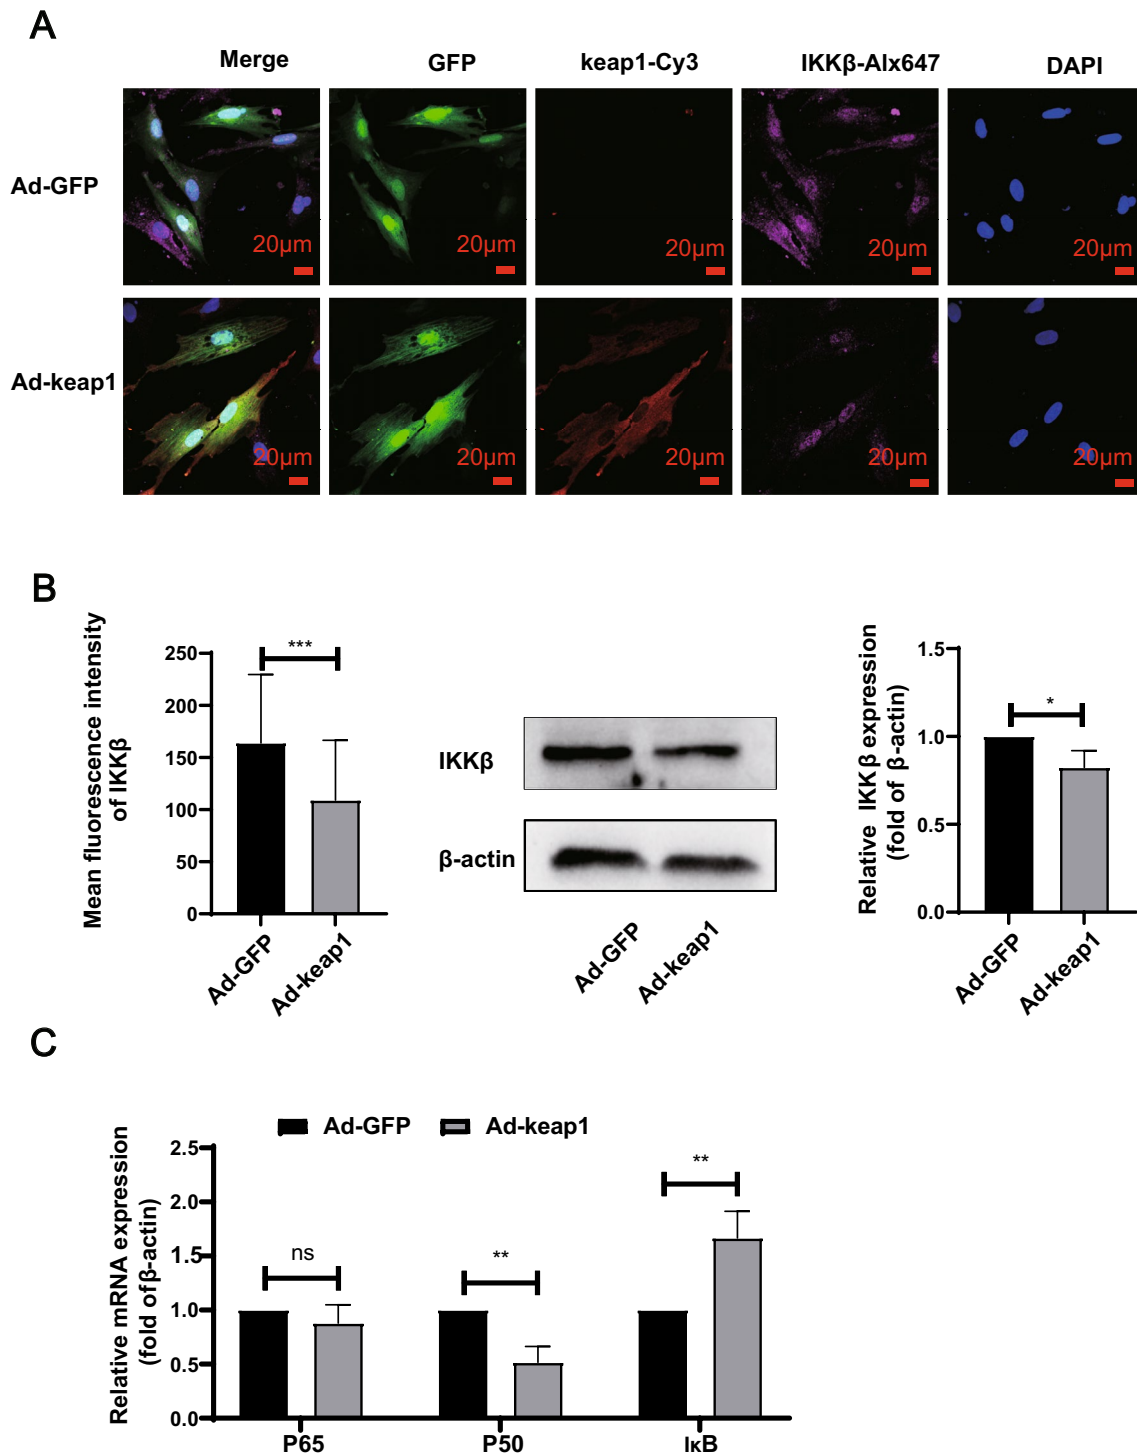 A
Merge GFP keap1-Cy3 IKKβ-Alx647 DAPI
Ad-GFP
20µm 20µm 20µm 20µm 20µm
Ad-keap1
20µm 20µm 20µm 20µm 20µm
B
Mean fluorescence intensity
of IKKβ
250
200
150
100
50
0
***
Ad-GFP
Ad-keap1
IKKβ
β-actin
Ad-GFP
Ad-keap1
Relative IKKβ expression
(fold of β-actin)
1.5
1.0
0.5
0.0
*
Ad-GFP
Ad-keap1
C
Ad-GFP Ad-keap1
Relative mRNA expression
(fold of β-actin)
2.5
2.0
1.5
1.0
0.5
0.0
ns
**
**
P65 P50 IκB